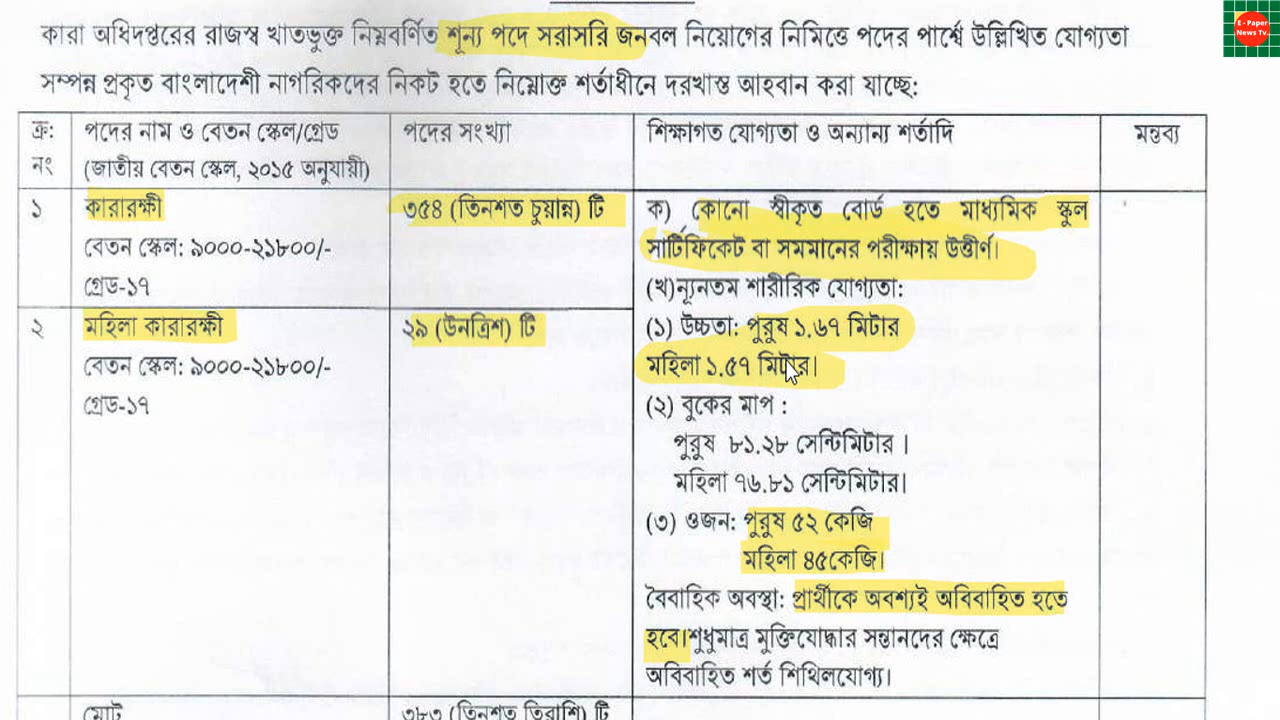 কারা অধিদপ্তরের রাজস্ব খাতভুক্ত নিম্নবর্ণিত শূন্য পদে সরাসরি জনবল নিয়োগের নিমিত্তে পদের পার্শ্বে উল্লিখিত যোগ্যতা
সম্পন্ন প্রকৃত বাংলাদেশী নাগরিকদের নিকট হতে নিম্নোক্ত শর্তাধীনে দরখাস্ত আহবান করা যাচ্ছে:
E - Paper
News Tv.
ক্র:
নং
পদের নাম ও বেতন স্কেল/গ্রেড
(জাতীয় বেতন স্কেল, ২০১৫ অনুযায়ী)
পদের সংখ্যা
শিক্ষাগত যোগ্যতা ও অন্যান্য শর্তাদি
মন্তব্য
১
কারারক্ষী
বেতন স্কেল: ৯০০০-২১৮০০/-
গ্রেড-১৭
৩৫৪ (তিনশত চুয়ান্ন) টি
২
মহিলা কারারক্ষী
বেতন স্কেল: ৯০০০-২১৮০০/-
গ্রেড-১৭
২৯ (উনত্রিশ) টি
ক) কোনো স্বীকৃত বোর্ড হতে মাধ্যমিক স্কুল
সার্টিফিকেট বা সমমানের পরীক্ষায় উত্তীর্ণ।
(খ)ন্যূনতম শারীরিক যোগ্যতা:
(১) উচ্চতা: পুরুষ ১.৬৭ মিটার
মহিলা ১.৫৭ মিটার।
(২) বুকের মাপ :
পুরুষ ৮১.২৮ সেন্টিমিটার ।
মহিলা ৭৬.৮১ সেন্টিমিটার।
(৩) ওজন: পুরুষ ৫২ কেজি
মহিলা ৪৫কেজি।
বৈবাহিক অবস্থা: প্রার্থীকে অবশ্যই অবিবাহিত হতে
হবে।শুধুমাত্র মুক্তিযোদ্ধার সন্তানদের ক্ষেত্রে
অবিবাহিত শর্ত শিথিলযোগ্য।
মোট
৩৮৩ (তিনশত তিরাশি) টি